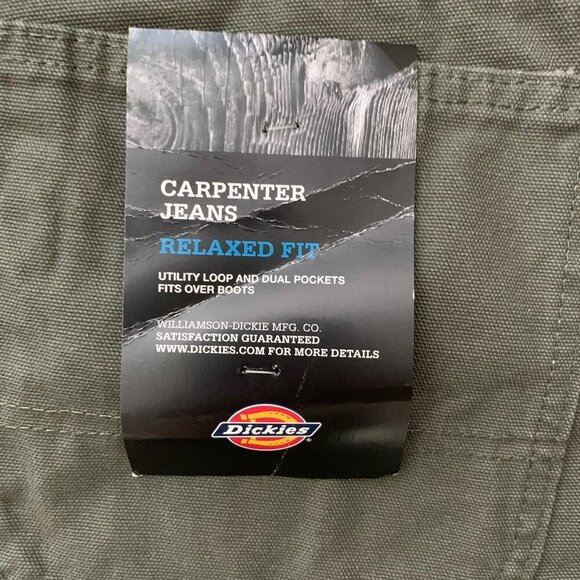 CARPENTER
JEANS
RELAXED FIT
UTILITY LOOP AND DUAL POCKETS
FITS OVER BOOTS
WILLIAMSON-DICKIE MFG. CO.
SATISFACTION GUARANTEED
WWW.DICKIES.COM FOR MORE DETAILS
Dickies®